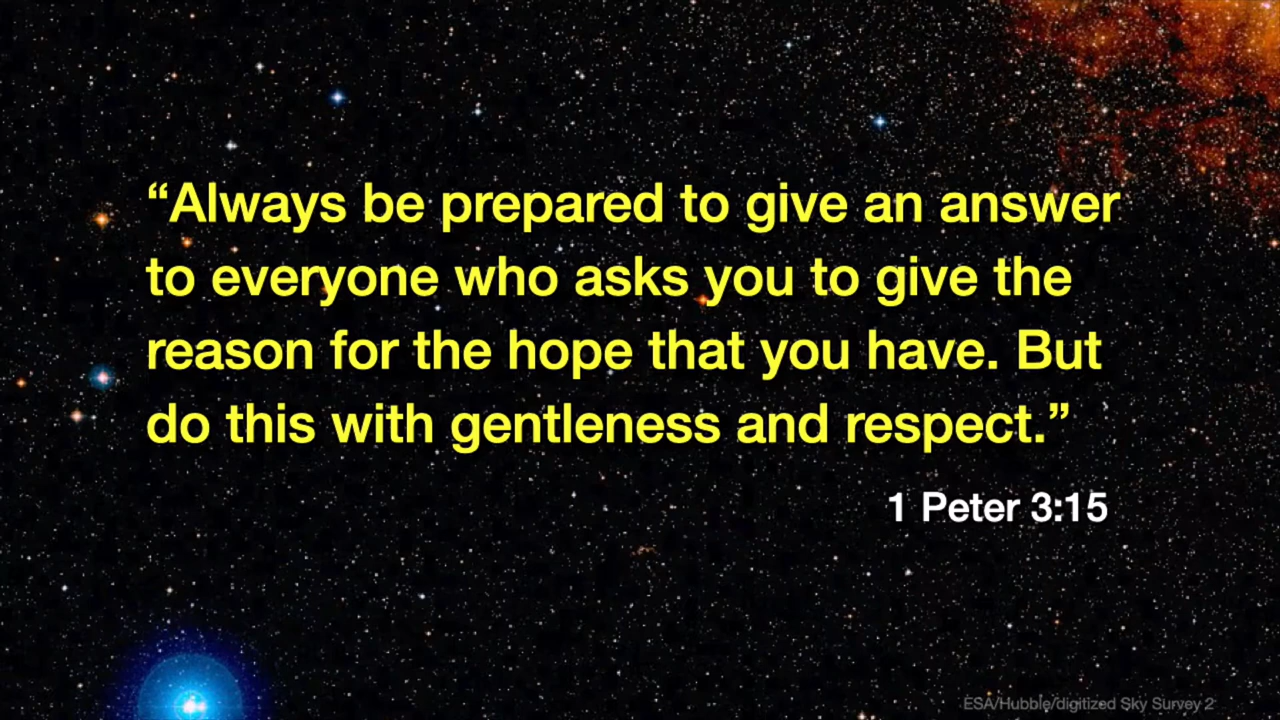 “Always be prepared to give an answer
to everyone who asks you to give the
reason for the hope that you have. But
do this with gentleness and respect.”
1 Peter 3:15
ESA/Hubble/digitized Sky Survey 2